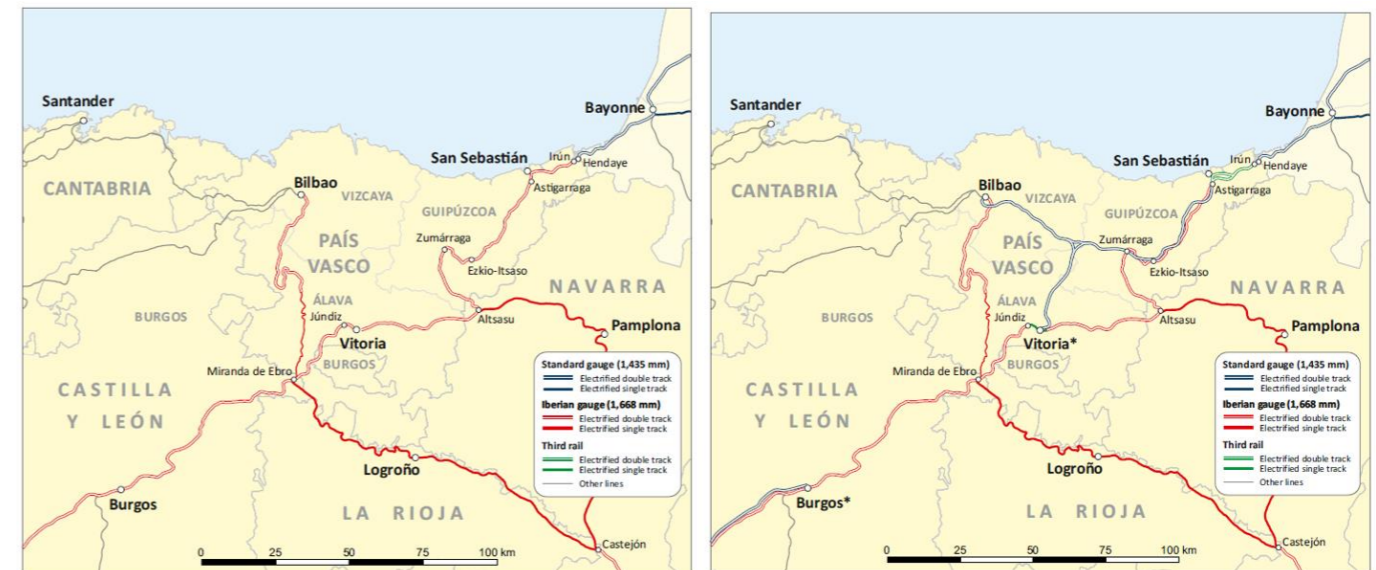 Santander
Bayonne
San Sebastián
Irún
Hendaye
Astigarraga
CANTABRIA
Bilbao
VIZCAYA
GUIPÚZCOA
Zumárraga
PAÍS
VASCO
Ezkio-Itsaso
NAVARRA
BURGOS
ÁLAVA
Júndiz
Altsasu
Vitoria
Pamplona
BURGOS
Miranda de Ebro
CASTILLA
Y LEÓN
Standard gauge (1,435 mm)
Electrified double track
Electrified single track
Iberian gauge (1,668 mm)
Electrified double track
Electrified single track
Third rail
Electrified double track
Electrified single track
Other lines
Logroño
Burgos
LA RIOJA
Castejón
0 25 50 75 100 km
Santander
Bayonne
San Sebastián
Irún
Hendaye
Astigarraga
CANTABRIA
Bilbao
VIZCAYA
GUIPÚZCOA
Zumárraga
PAÍS
VASCO
Ezkio-Itsaso
NAVARRA
BURGOS
ÁLAVA
Júndiz
Altsasu
Vitoria*
Pamplona
BURGOS
Miranda de Ebro
CASTILLA
Y LEÓN
Standard gauge (1,435 mm)
Electrified double track
Electrified single track
Iberian gauge (1,668 mm)
Electrified double track
Electrified single track
Third rail
Electrified double track
Electrified single track
Other lines
Logroño
Burgos*
LA RIOJA
Castejón
0 25 50 75 100 km